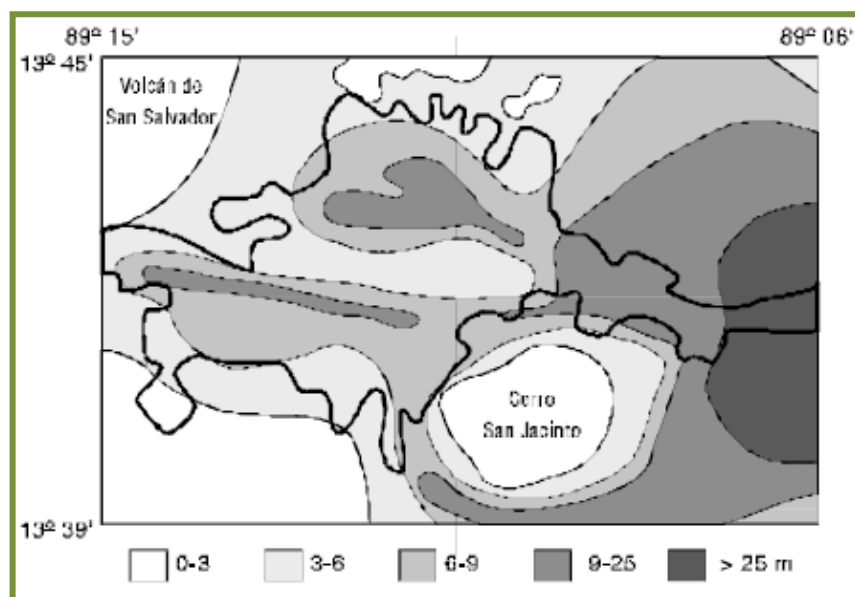 89º 15'
89º 06'
13º 45'
Volcán de
San Salvador
Cerro
San Jacinto
13º 39'
0-3
3-6
6-9
9-25
> 25 m